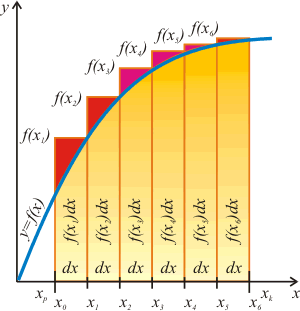 y
f(x₆)
f(x₅)
f(x₄)
f(x₃)
f(x₂)
f(x₁)
y=f(x)
f(x₁)dx f(x₂)dx f(x₃)dx f(x₄)dx f(x₅)dx f(x₆)dx
dx dx dx dx dx dx
xₚ x₀ x₁ x₂ x₃ x₄ x₅ x₆ xₖ x